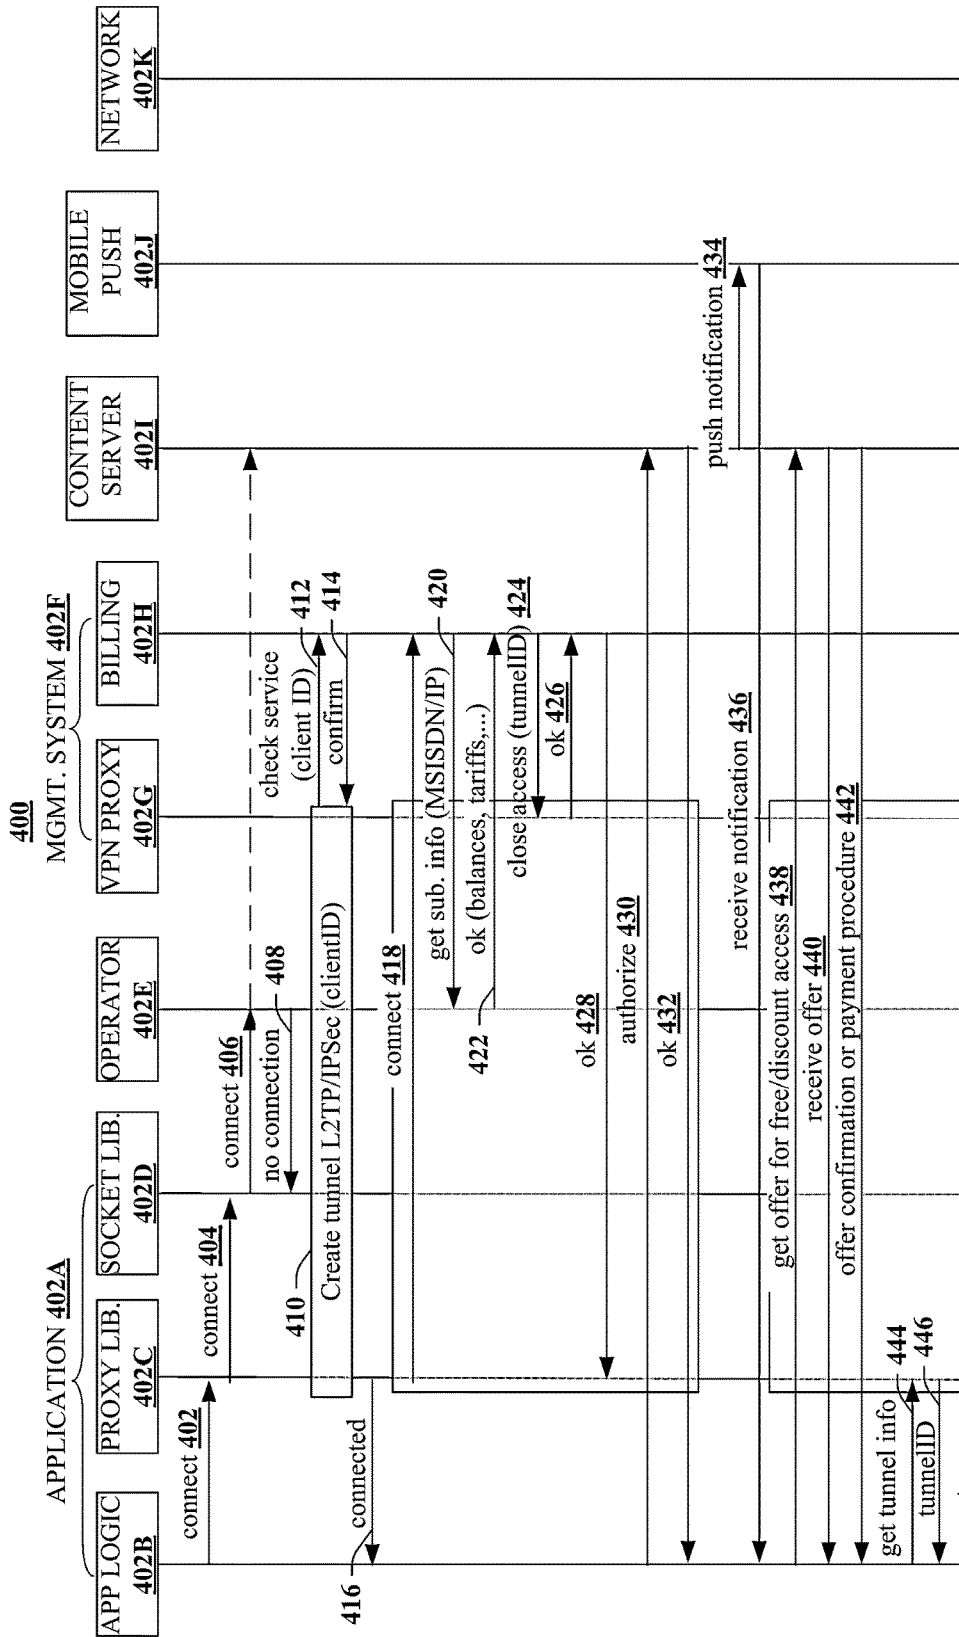 400
APPLICATION 402A
MGMT. SYSTEM 402F
APP LOGIC
402B
PROXY LIB.
402C
SOCKET LIB.
402D
OPERATOR
402E
VPN PROXY
402G
BILLING
402H
CONTENT
SERVER
402I
MOBILE
PUSH
402J
NETWORK
402K
connect 402
connect 404
connect 406
no connection
408
410
Create tunnel L2TP/IPSec (clientID)
check service
(client ID)
412
confirm
414
416
connected
connect 418
get sub. info (MSISDN/IP)
420
ok (balances, tariffs,...)
422
close access (tunnelID) 424
ok 426
ok 428
authorize 430
ok 432
push notification 434
receive notification 436
get offer for free/discount access 438
receive offer 440
offer confirmation or payment procedure 442
get tunnel info
444
tunnelID
446